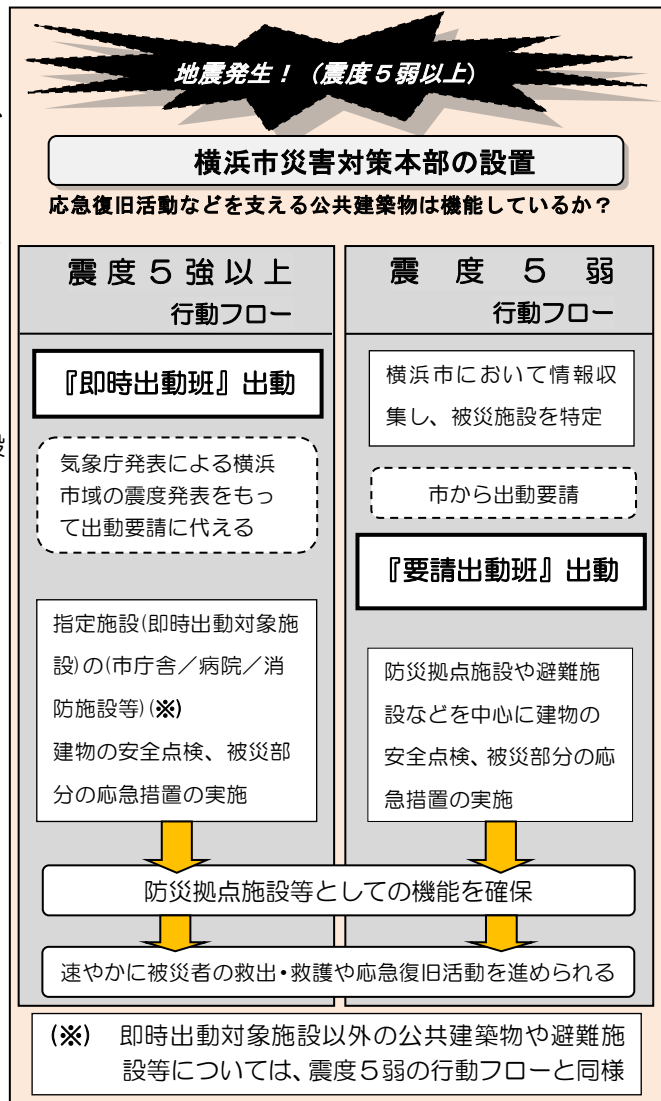 地震発生！（震度５弱以上）
横浜市災害対策本部の設置
応急復旧活動などを支える公共建築物は機能しているか？
震度５強以上
行動フロー
『即時出動班』出動
気象庁発表による横浜
市域の震度発表をもっ
て出動要請に代える
指定施設(即時出動対象施
設)の(市庁舎／病院／消
防施設等)(※)
建物の安全点検、被災部
分の応急措置の実施
震度５弱
行動フロー
横浜市において情報収
集し、被災施設を特定
市から出動要請
『要請出動班』出動
防災拠点施設や避難施
設などを中心に建物の
安全点検、被災部分の応
急措置の実施
防災拠点施設等としての機能を確保
速やかに被災者の救出・救護や応急復旧活動を進められる
(※) 即時出動対象施設以外の公共建築物や避難施
設等については、震度５弱の行動フローと同様